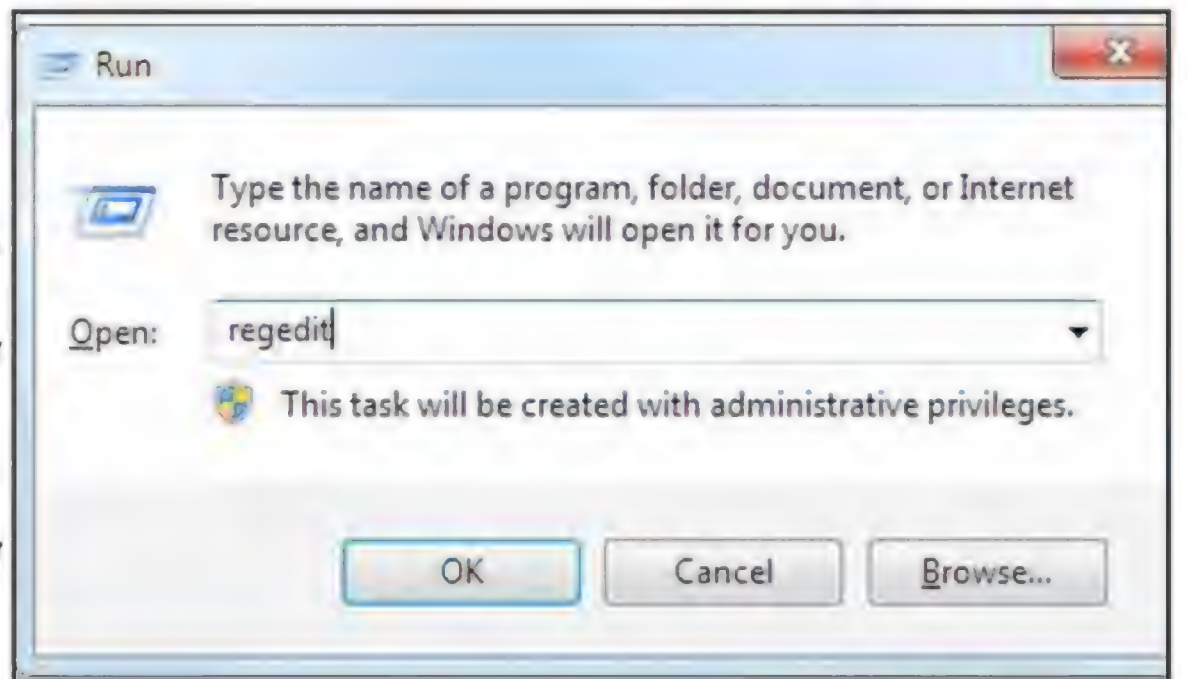 Run
Type the name of a program, folder, document, or Internet
resource, and Windows will open it for you.
Open: regedit
This task will be created with administrative privileges.
OK Cancel Browse...